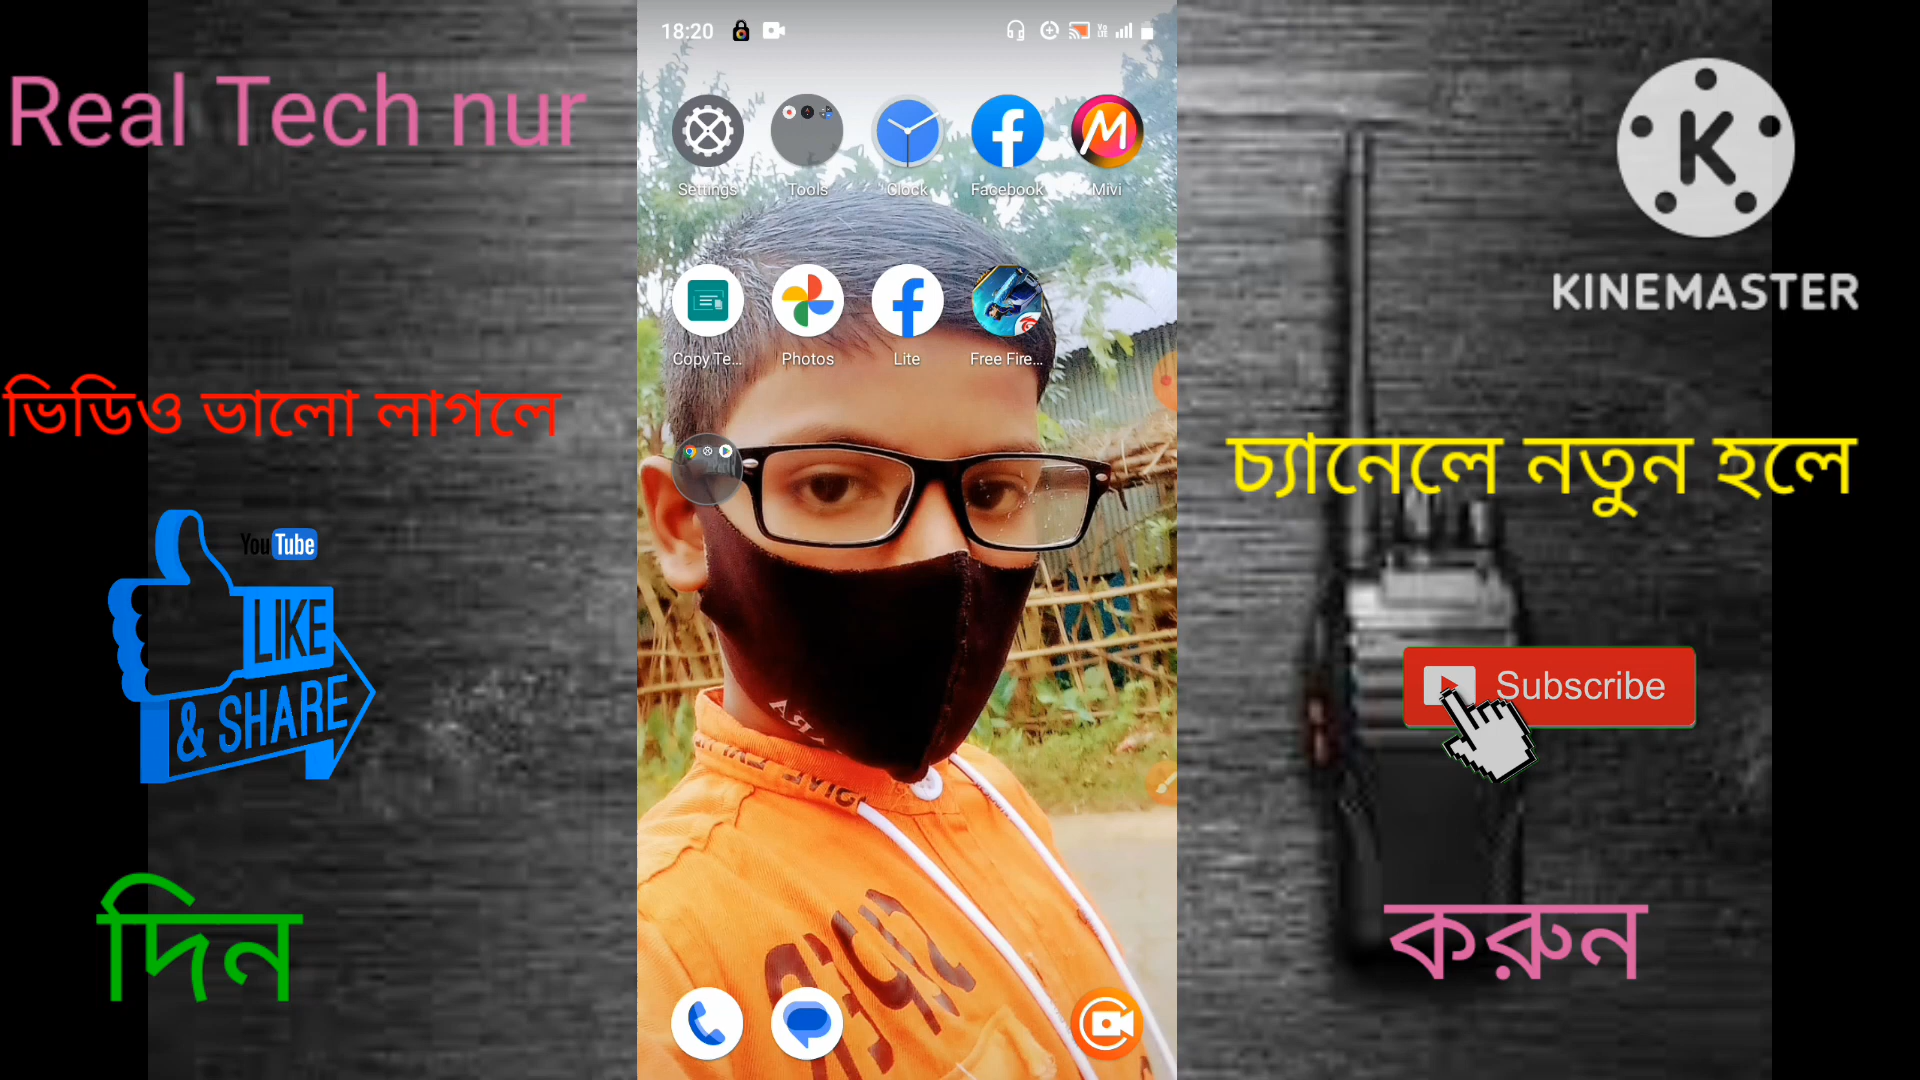 18:20
Real Tech nur
Settings
Tools
Clock
Facebook
Mivi
KINEMASTER
Copy Te...
Photos
Lite
Free Fire...
ভিডিও ভালো লাগলে
চ্যানেলে নতুন হলে
YouTube
LIKE
& SHARE
Subscribe
দিন
করুন